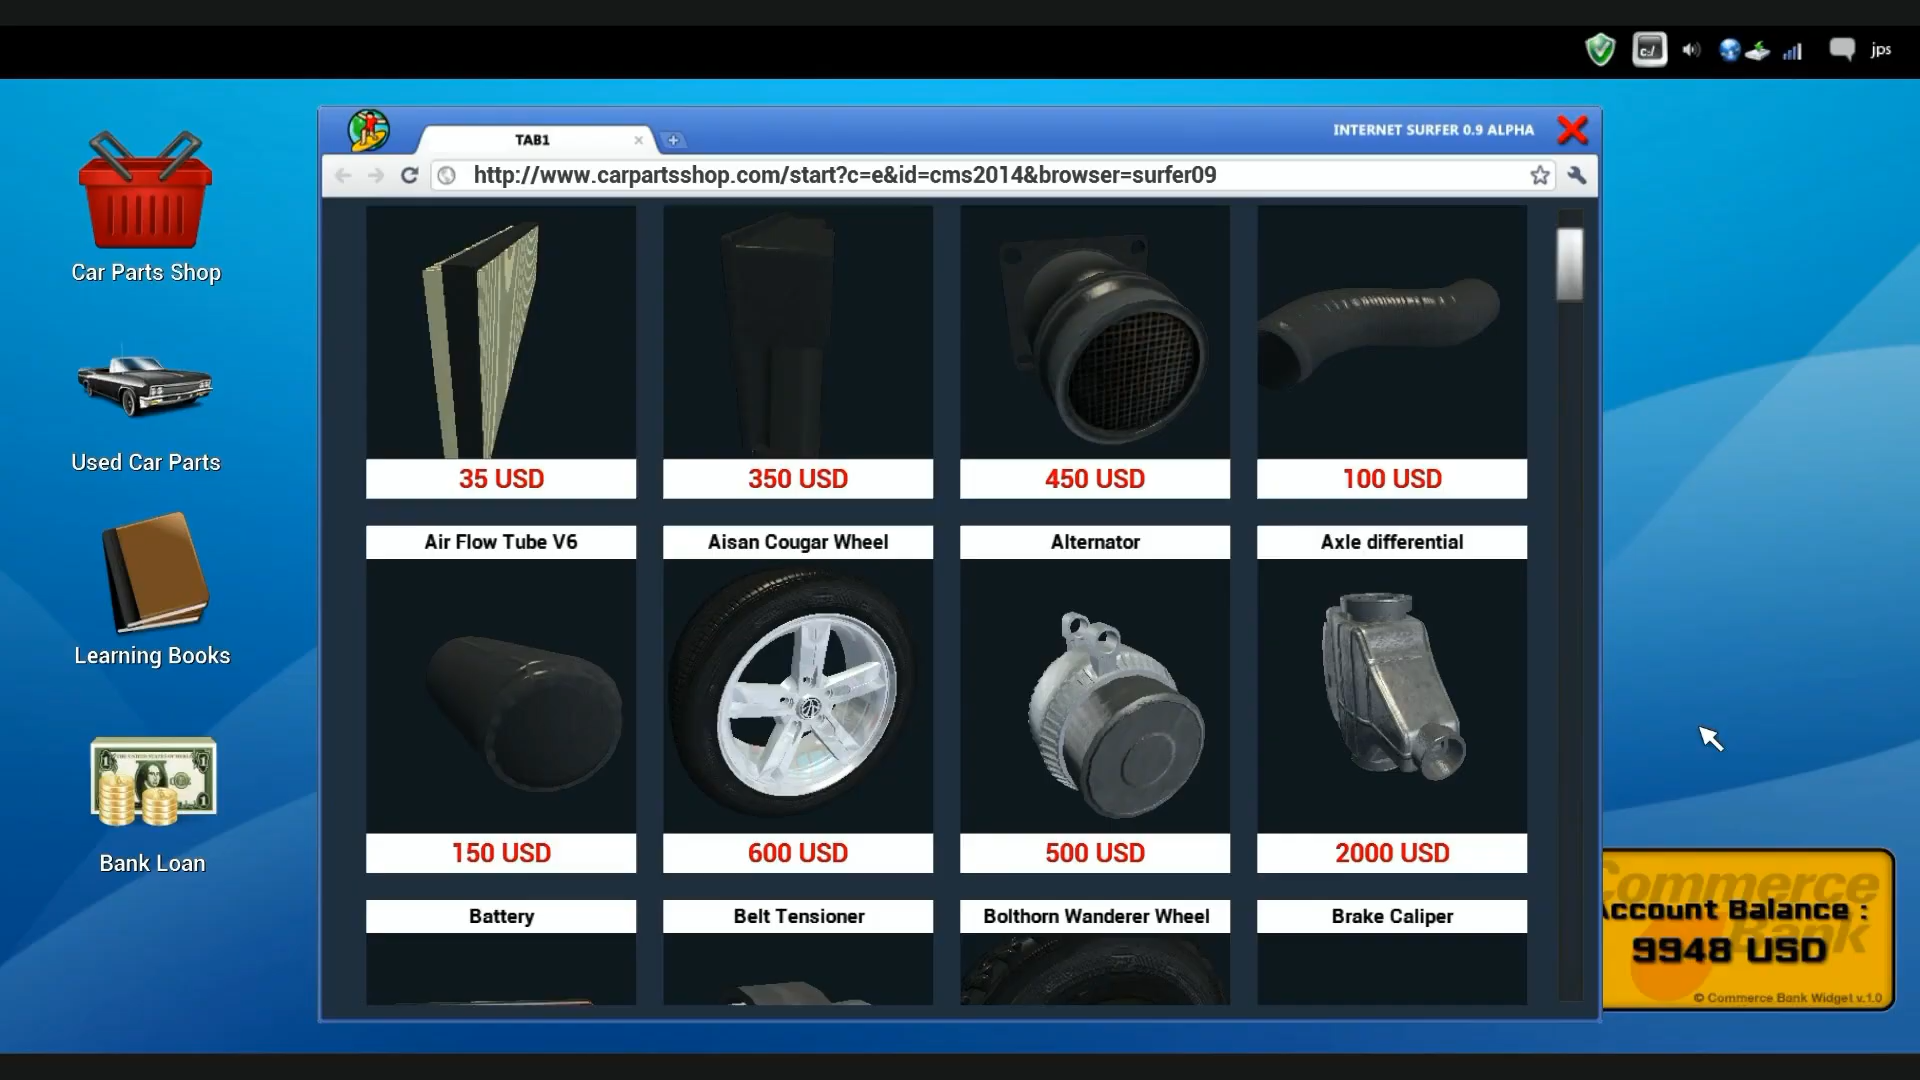 jps
TAB1
INTERNET SURFER 0.9 ALPHA
http://www.carpartsshop.com/start?c=e&id=cms2014&browser=surfer09
Car Parts Shop
Used Car Parts
Learning Books
Bank Loan
35 USD
350 USD
450 USD
100 USD
Air Flow Tube V6
Aisan Cougar Wheel
Alternator
Axle differential
150 USD
600 USD
500 USD
2000 USD
Battery
Belt Tensioner
Bolthorn Wanderer Wheel
Brake Caliper
Commerce
Bank
Account Balance :
9948 USD
© Commerce Bank Widget v.1.0